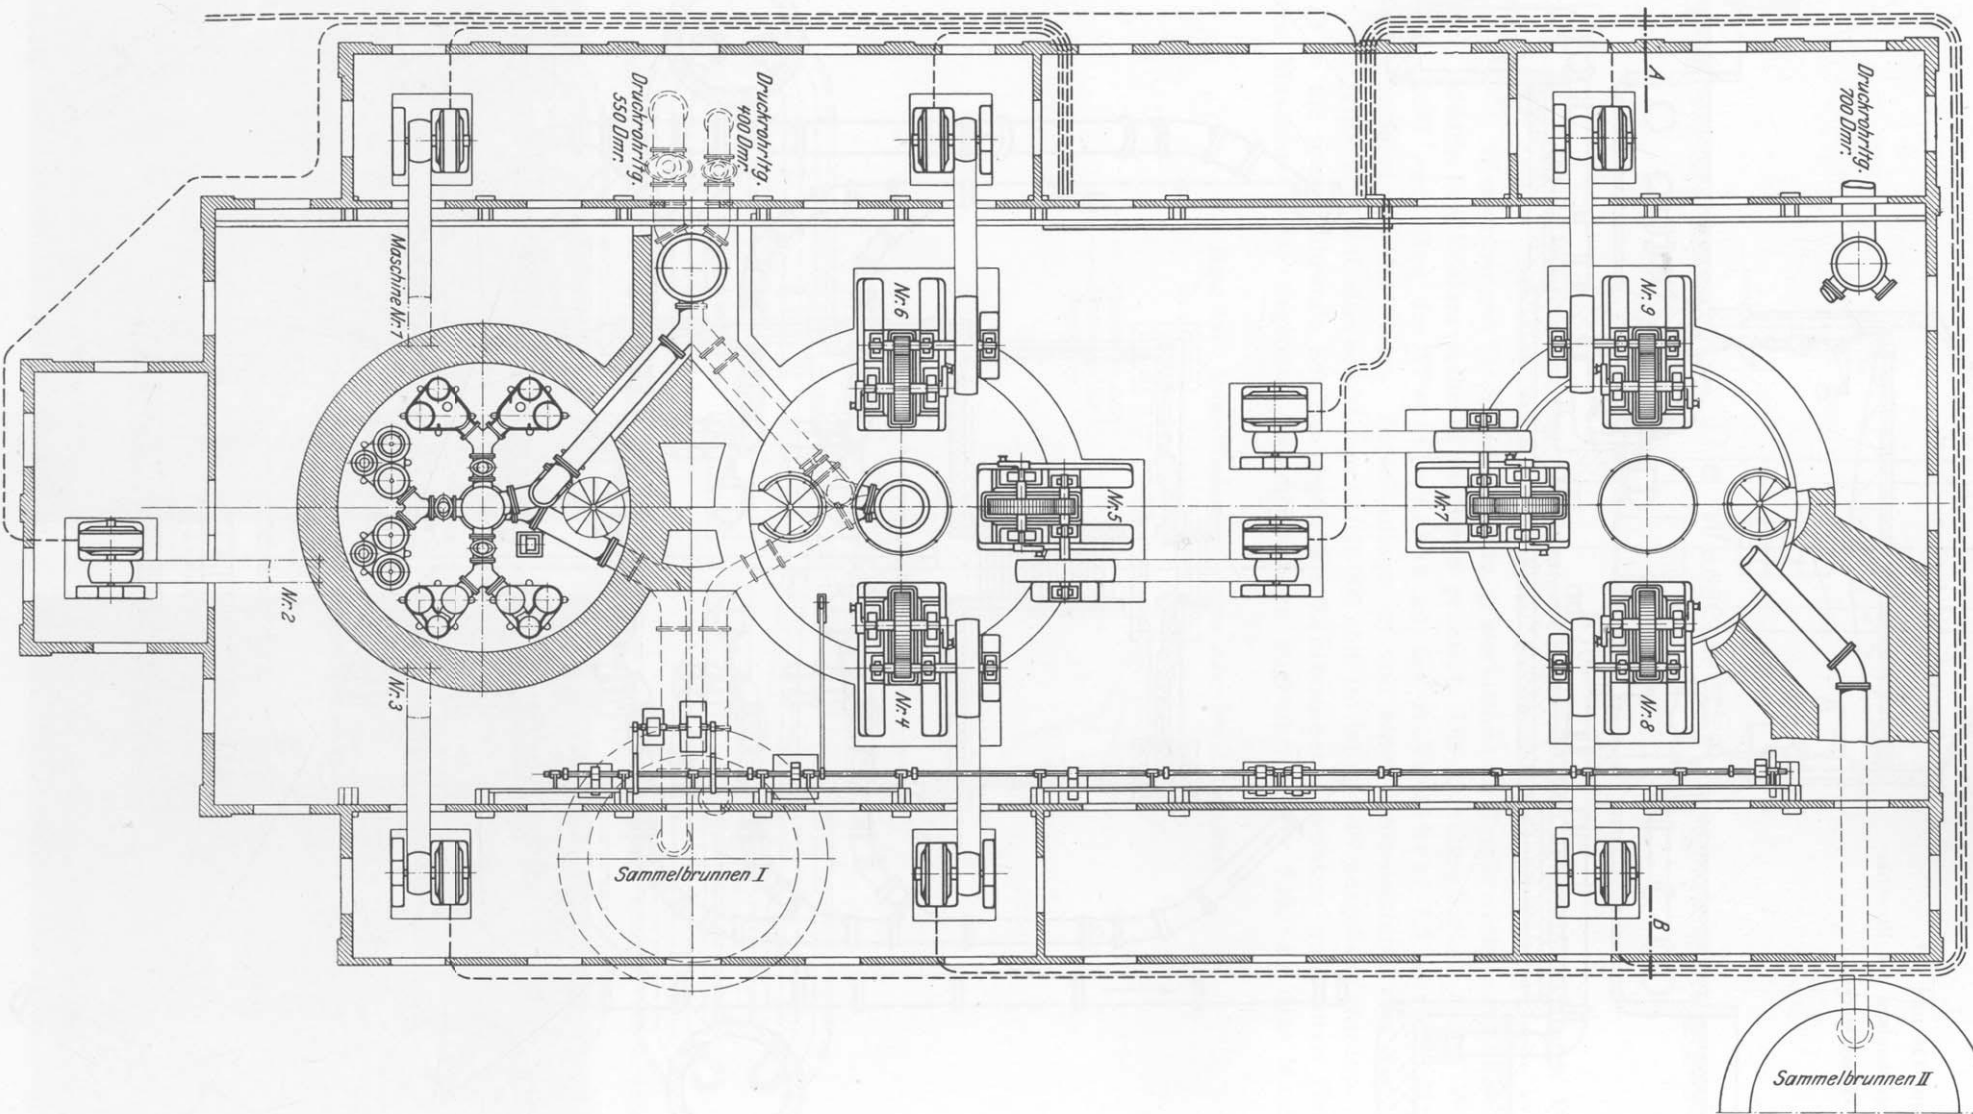 A
Druckrohrltg.
550 Dmr.
Druckrohrltg.
400 Dmr.
Druckrohrltg.
700 Dmr.
Maschine Nr. 1
Nr. 6
Nr. 9
Nr. 5
Nr. 7
Nr. 2
Nr. 3
Nr. 4
Nr. 8
Sammelbrunnen I
B
Sammelbrunnen II